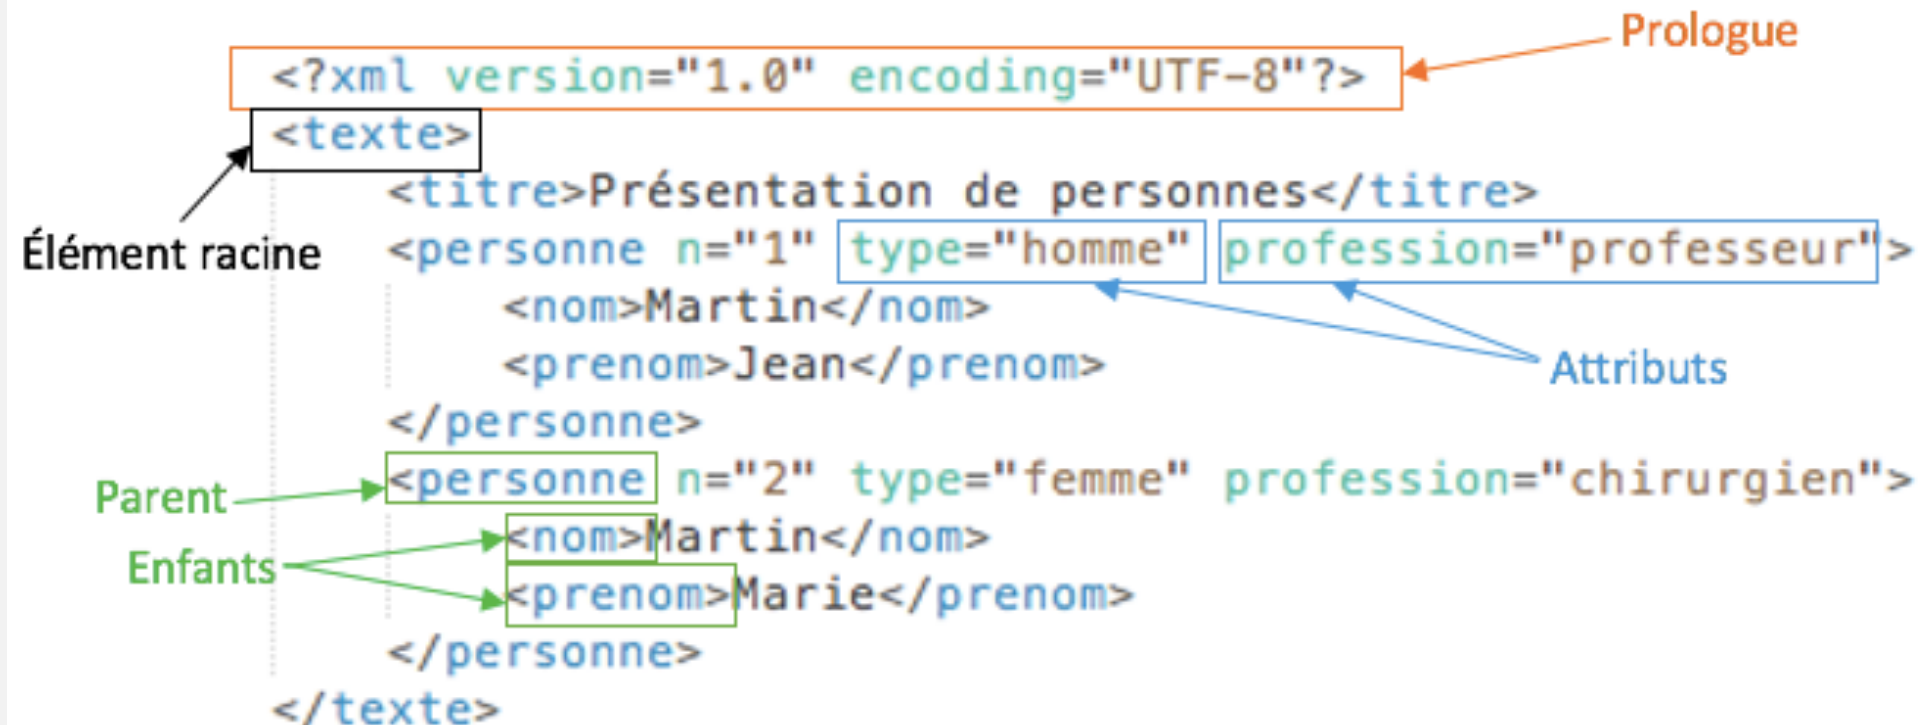 Prologue
<?xml version="1.0" encoding="UTF-8"?>
<texte>
<titre>Présentation de personnes</titre>
Élément racine
<personne n="1" type="homme" profession="professeur">
<nom>Martin</nom>
<prenom>Jean</prenom>
Attributs
</personne>
Parent
<personne n="2" type="femme" profession="chirurgien">
<nom>Martin</nom>
Enfants
<prenom>Marie</prenom>
</personne>
</texte>